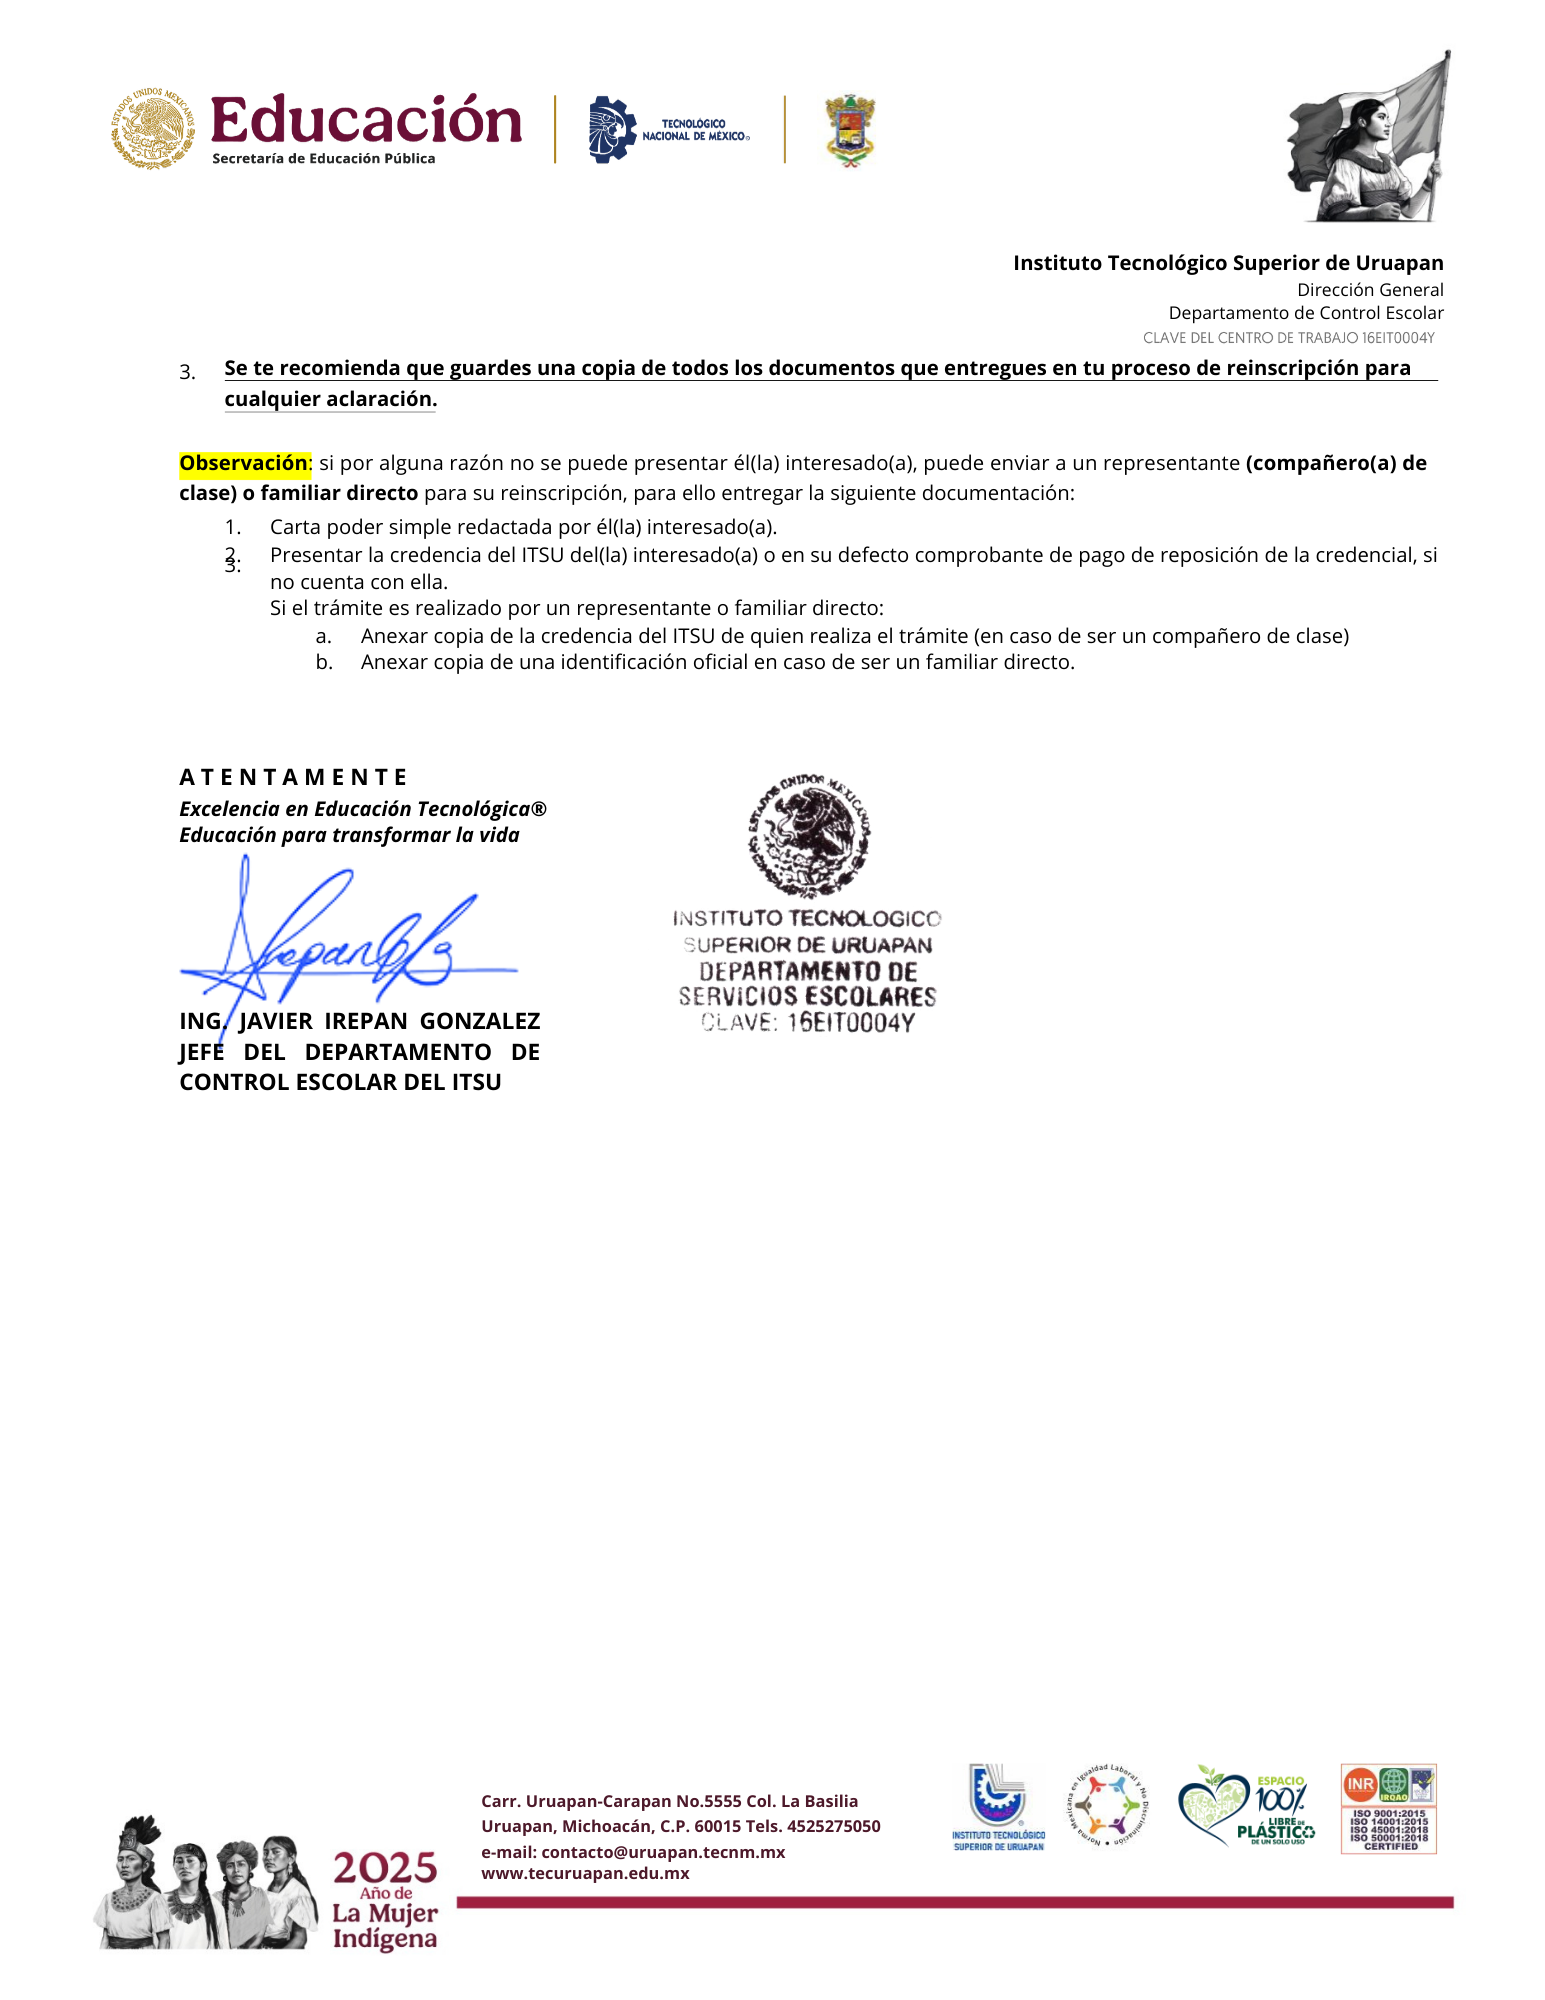 ESTADOS UNIDOS MEXICANOS
Educación
Secretaría de Educación Pública
TECNOLÓGICO
NACIONAL DE MÉXICO
Instituto Tecnológico Superior de Uruapan
Dirección General
Departamento de Control Escolar
CLAVE DEL CENTRO DE TRABAJO 16EIT0004Y
3. Se te recomienda que guardes una copia de todos los documentos que entregues en tu proceso de reinscripción para
cualquier aclaración.
Observación: si por alguna razón no se puede presentar él(la) interesado(a), puede enviar a un representante (compañero(a) de
clase) o familiar directo para su reinscripción, para ello entregar la siguiente documentación:
1. Carta poder simple redactada por él(la) interesado(a).
2. Presentar la credencia del ITSU del(la) interesado(a) o en su defecto comprobante de pago de reposición de la credencial, si
3.
no cuenta con ella.
Si el trámite es realizado por un representante o familiar directo:
a. Anexar copia de la credencia del ITSU de quien realiza el trámite (en caso de ser un compañero de clase)
b. Anexar copia de una identificación oficial en caso de ser un familiar directo.
A T E N T A M E N T E
Excelencia en Educación Tecnológica®
Educación para transformar la vida
ING. JAVIER IREPAN GONZALEZ
JEFE DEL DEPARTAMENTO DE
CONTROL ESCOLAR DEL ITSU
ESTADOS UNIDOS MEXICANOS
INSTITUTO TECNOLOGICO
SUPERIOR DE URUAPAN
DEPARTAMENTO DE
SERVICIOS ESCOLARES
CLAVE: 16EIT0004Y
2025
Año de
La Mujer
Indígena
Carr. Uruapan-Carapan No.5555 Col. La Basilia
Uruapan, Michoacán, C.P. 60015 Tels. 4525275050
e-mail: contacto@uruapan.tecnm.mx
www.tecuruapan.edu.mx
INSTITUTO TECNOLÓGICO
SUPERIOR DE URUAPAN
Norma Mexicana en Igualdad Laboral y No Discriminación
ESPACIO
100%
LIBRE DE
PLÁSTICO
DE UN SOLO USO
INR
IRQAO
ISO 9001:2015
ISO 14001:2015
ISO 45001:2018
ISO 50001:2018
CERTIFIED